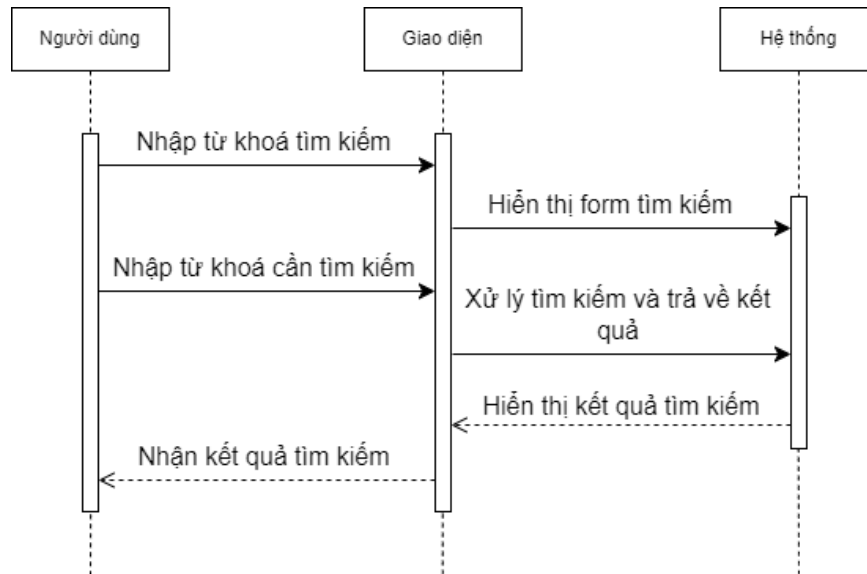 Người dùng
Giao diện
Hệ thống
Nhập từ khoá tìm kiếm
Hiển thị form tìm kiếm
Nhập từ khoá cần tìm kiếm
Xử lý tìm kiếm và trả về kết
quả
Hiển thị kết quả tìm kiếm
Nhận kết quả tìm kiếm